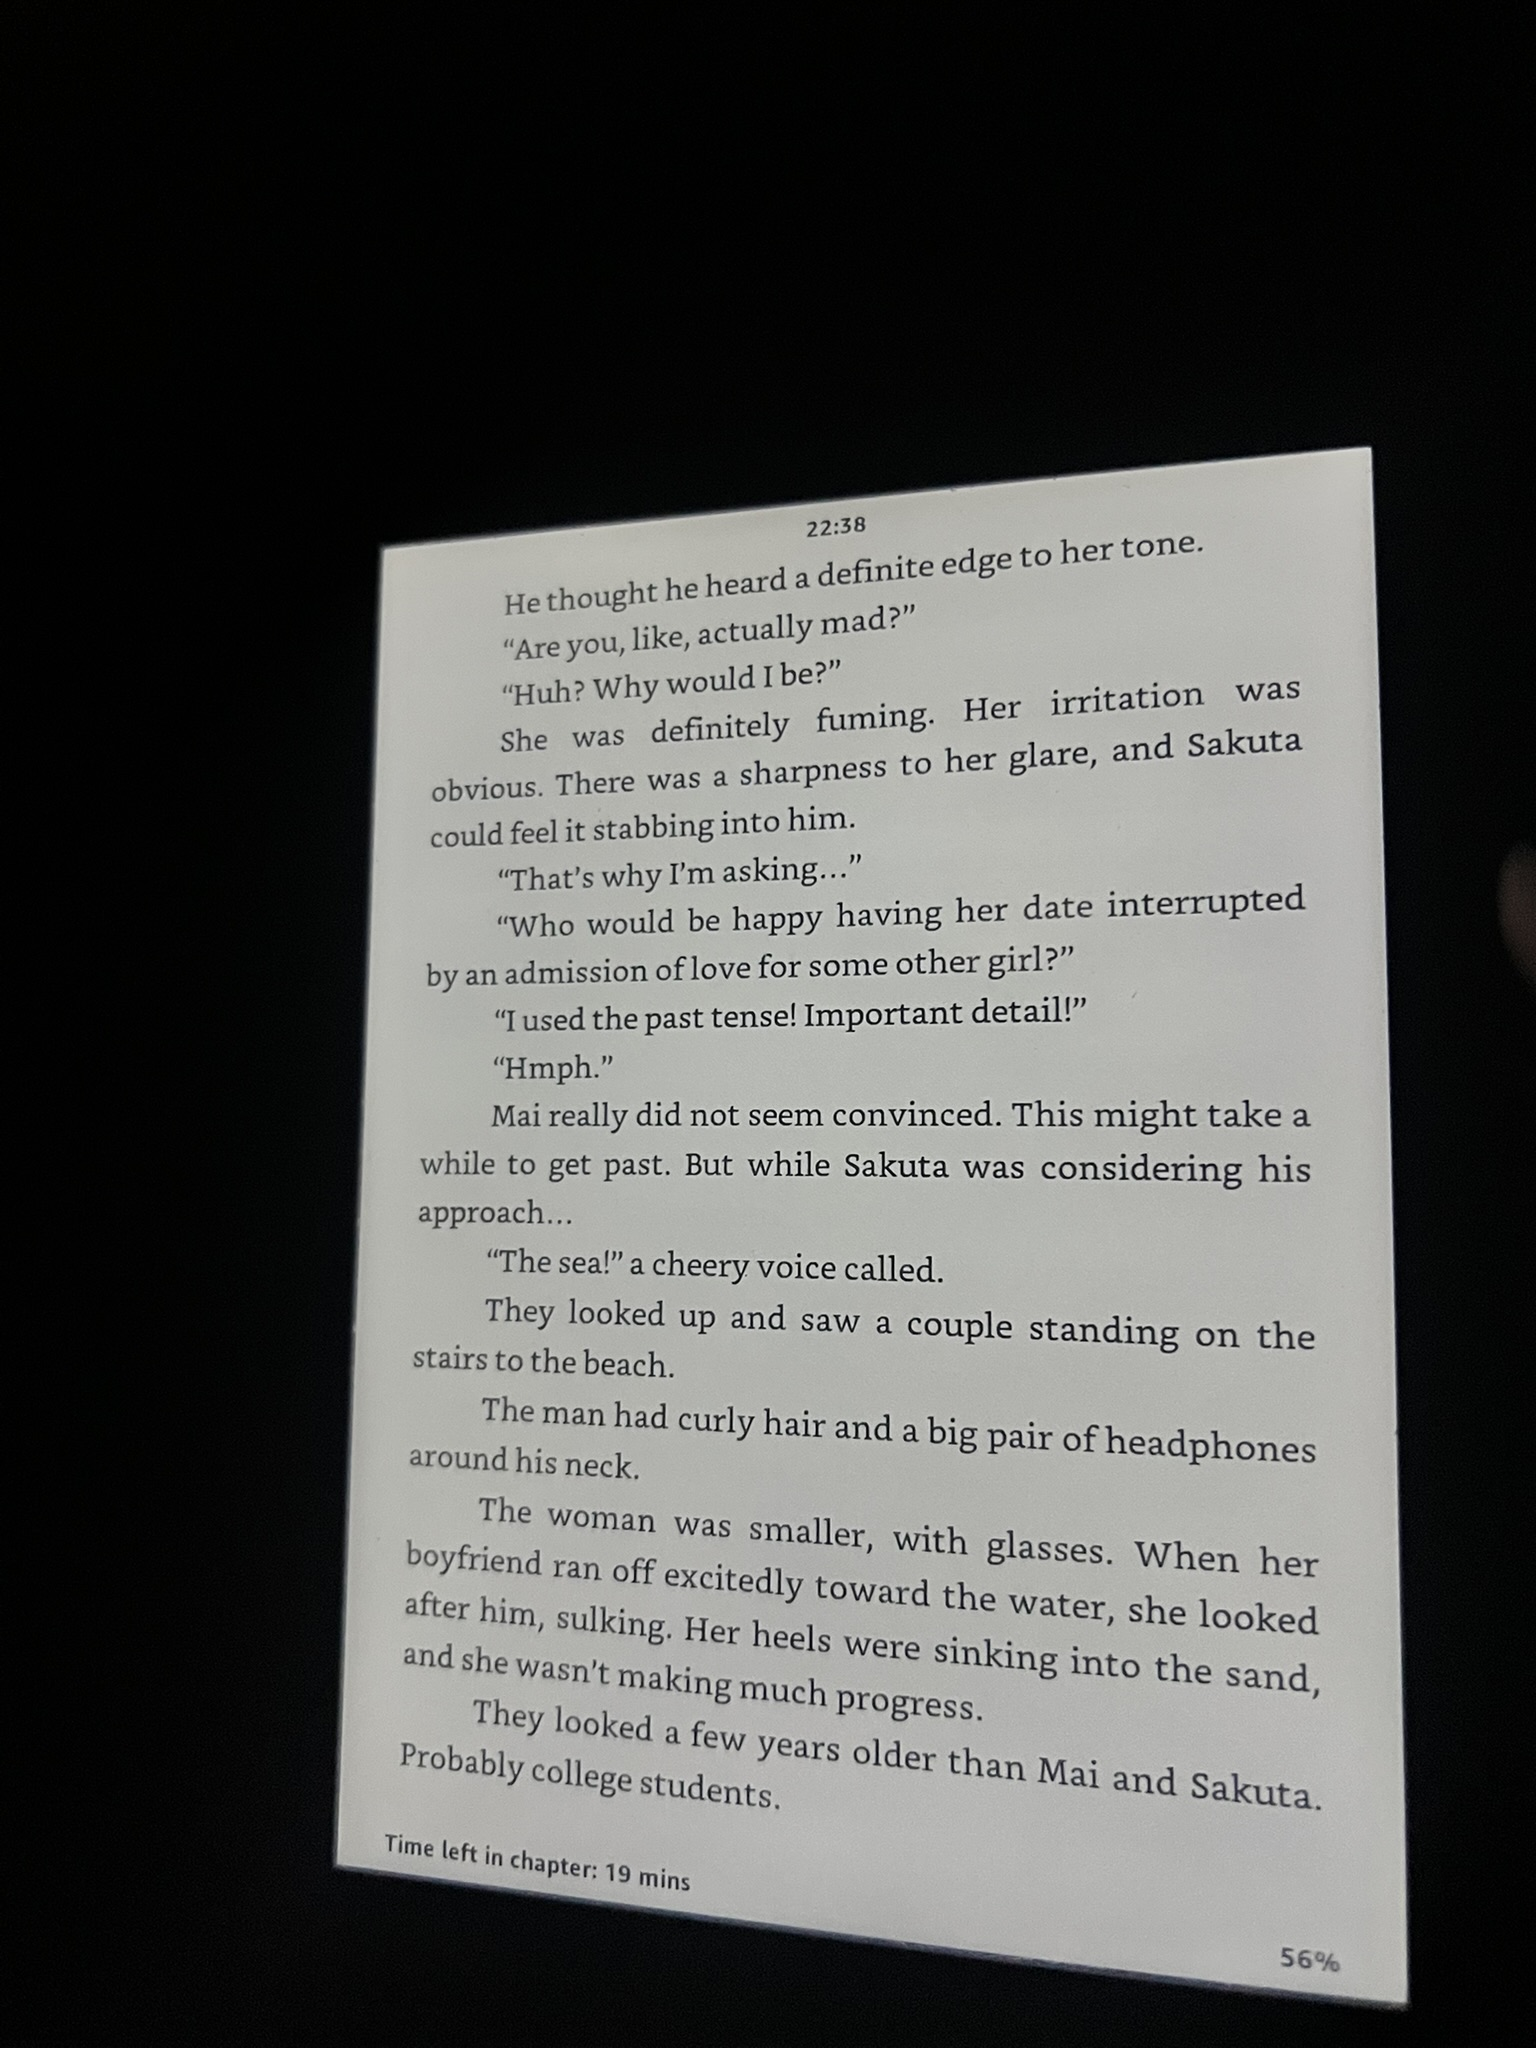 22:38
He thought he heard a definite edge to her tone.
“Are you, like, actually mad?”
“Huh? Why would I be?”
She was definitely fuming. Her irritation was
obvious. There was a sharpness to her glare, and Sakuta
could feel it stabbing into him.
“That’s why I’m asking…”
“Who would be happy having her date interrupted
by an admission of love for some other girl?”
“I used the past tense! Important detail!”
“Hmph.”
Mai really did not seem convinced. This might take a
while to get past. But while Sakuta was considering his
approach…
“The sea!” a cheery voice called.
They looked up and saw a couple standing on the
stairs to the beach.
The man had curly hair and a big pair of headphones
around his neck.
The woman was smaller, with glasses. When her
boyfriend ran off excitedly toward the water, she looked
after him, sulking. Her heels were sinking into the sand,
and she wasn’t making much progress.
They looked a few years older than Mai and Sakuta.
Probably college students.
Time left in chapter: 19 mins
56%